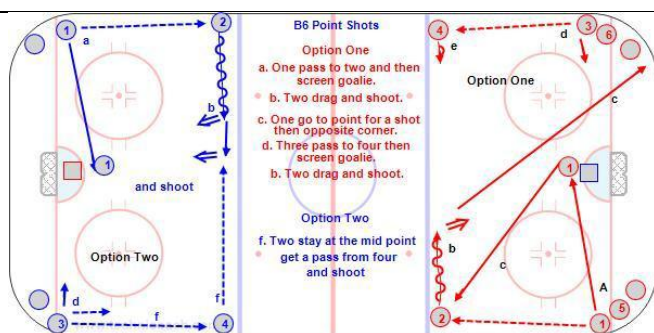 B6 Point Shots
Option One
a. One pass to two and then
screen goalie.
b. Two drag and shoot.
c. One go to point for a shot
then opposite corner.
d. Three pass to four then
screen goalie.
b. Two drag and shoot.
Option Two
f. Two stay at the mid point
get a pass from four
and shoot
1
2
a
b
1
and shoot
Option Two
d
f
f
3
4
4
3
6
e
d
Option One
c
1
b
c
A
2
1
5